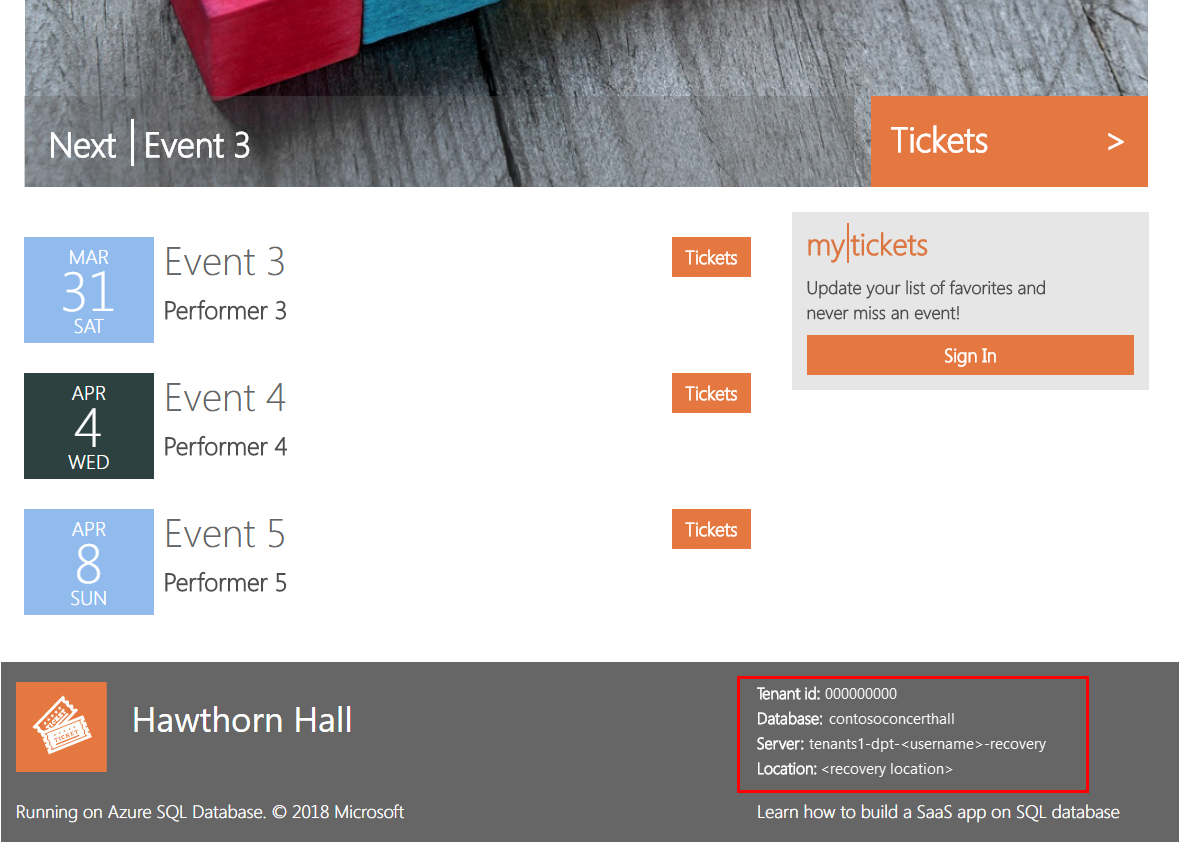 Next | Event 3
Tickets >
MAR
31
SAT
Event 3
Performer 3
Tickets
my|tickets
Update your list of favorites and
never miss an event!
Sign In
APR
4
WED
Event 4
Performer 4
Tickets
APR
8
SUN
Event 5
Performer 5
Tickets
TICKET
TICKET
Hawthorn Hall
Tenant id: 000000000
Database: contosoconcerthall
Server: tenants1-dpt-<username>-recovery
Location: <recovery location>
Running on Azure SQL Database. © 2018 Microsoft
Learn how to build a SaaS app on SQL database